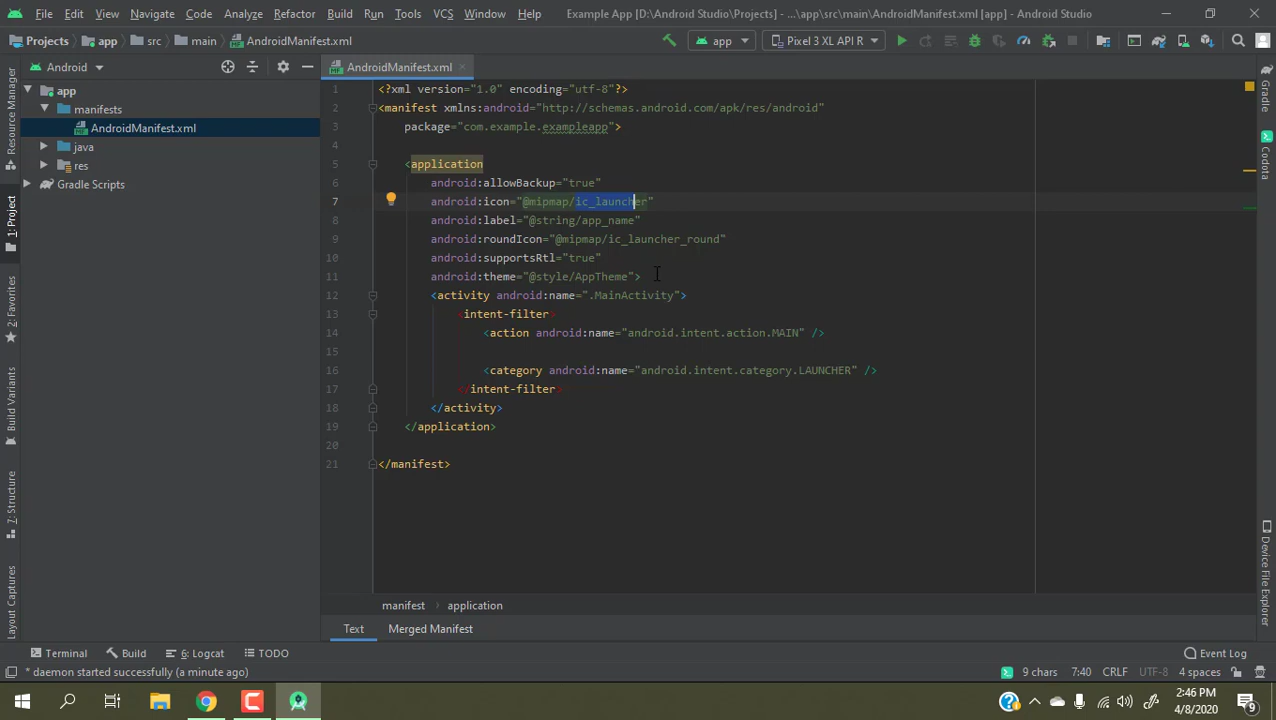 File Edit View Navigate Code Analyze Refactor Build Run Tools VCS Window Help Example App [D:\Android Studio\Projects] - ...\app\src\main\AndroidManifest.xml [app] - Android Studio
Projects app src main AndroidManifest.xml app Pixel 3 XL API R
Android AndroidManifest.xml
app
manifests
AndroidManifest.xml
java
res
Gradle Scripts
Resource Manager
1: Project
2: Favorites
Build Variants
7: Structure
Layout Captures
1 <?xml version="1.0" encoding="utf-8"?>
2 <manifest xmlns:android="http://schemas.android.com/apk/res/android"
3 package="com.example.exampleapp">
4
5 <application
6 android:allowBackup="true"
7 android:icon="@mipmap/ic_launcher"
8 android:label="@string/app_name"
9 android:roundIcon="@mipmap/ic_launcher_round"
10 android:supportsRtl="true"
11 android:theme="@style/AppTheme">
12 <activity android:name=".MainActivity">
13 <intent-filter>
14 <action android:name="android.intent.action.MAIN" />
15
16 <category android:name="android.intent.category.LAUNCHER" />
17 </intent-filter>
18 </activity>
19 </application>
20
21 </manifest>
Gradle
Codota
Device File Explorer
manifest application
Text Merged Manifest
Terminal Build 6: Logcat TODO Event Log
* daemon started successfully (a minute ago) 9 chars 7:40 CRLF UTF-8 4 spaces
2:46 PM
4/8/2020
9